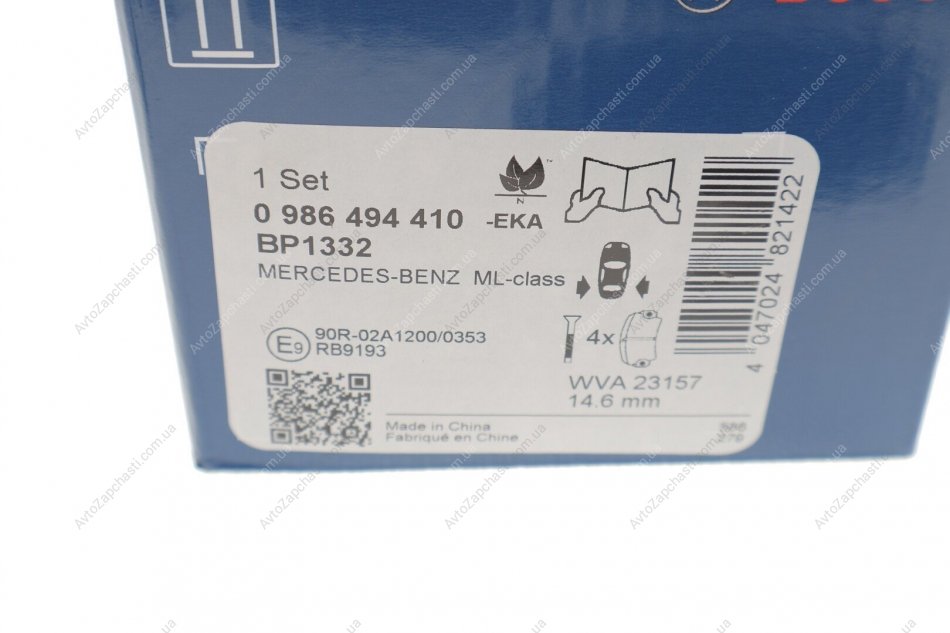 1 Set
0 986 494 410 -EKA
BP1332
MERCEDES-BENZ ML-class
N
E9
90R-02A1200/0353
RB9193
4x
WVA 23157
14.6 mm
Made in China
Fabriqué en Chine
4 047024 821422
AvtoZapchasti.com.ua